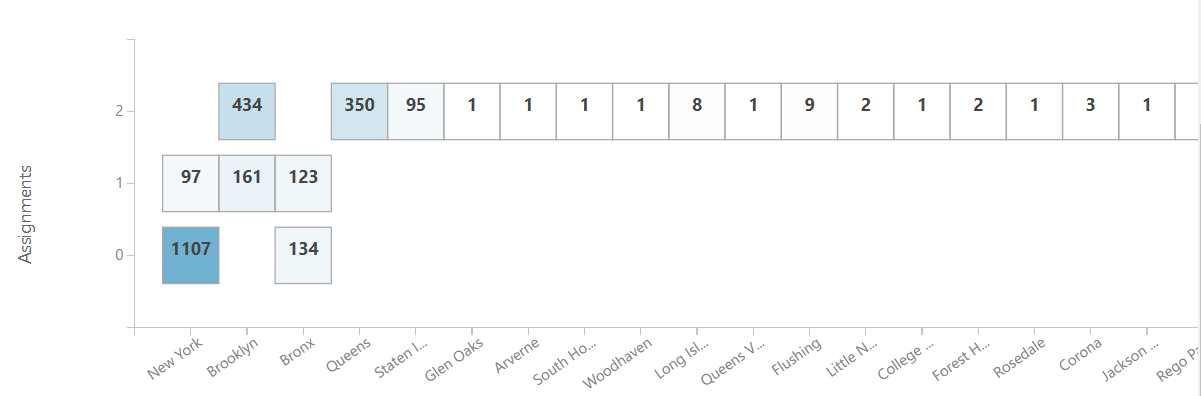 2
434
350
95
1
1
1
1
8
1
9
2
1
2
1
3
1
1
97
161
123
0
1107
134
Assignments
New York
Brooklyn
Bronx
Queens
Staten I...
Glen Oaks
Arverne
South Ho...
Woodhaven
Long Isl...
Queens V...
Flushing
Little N...
College ...
Forest H...
Rosedale
Corona
Jackson ...
Rego P